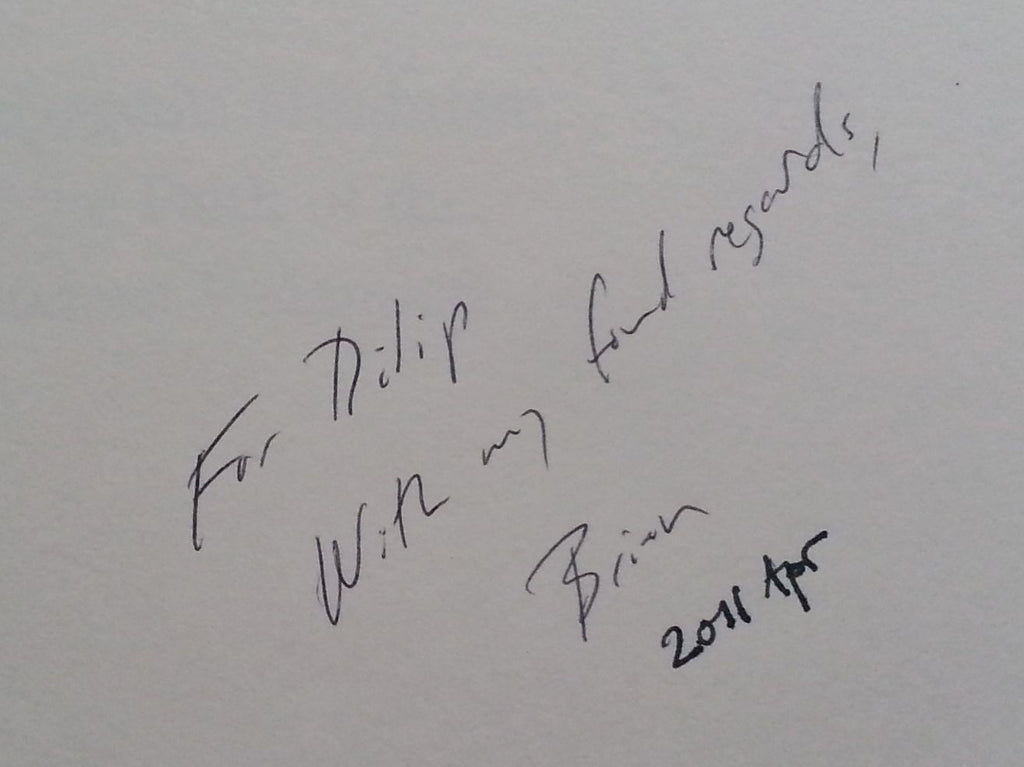 For Dilip
With my fond regards,
Brian
2011 Apr